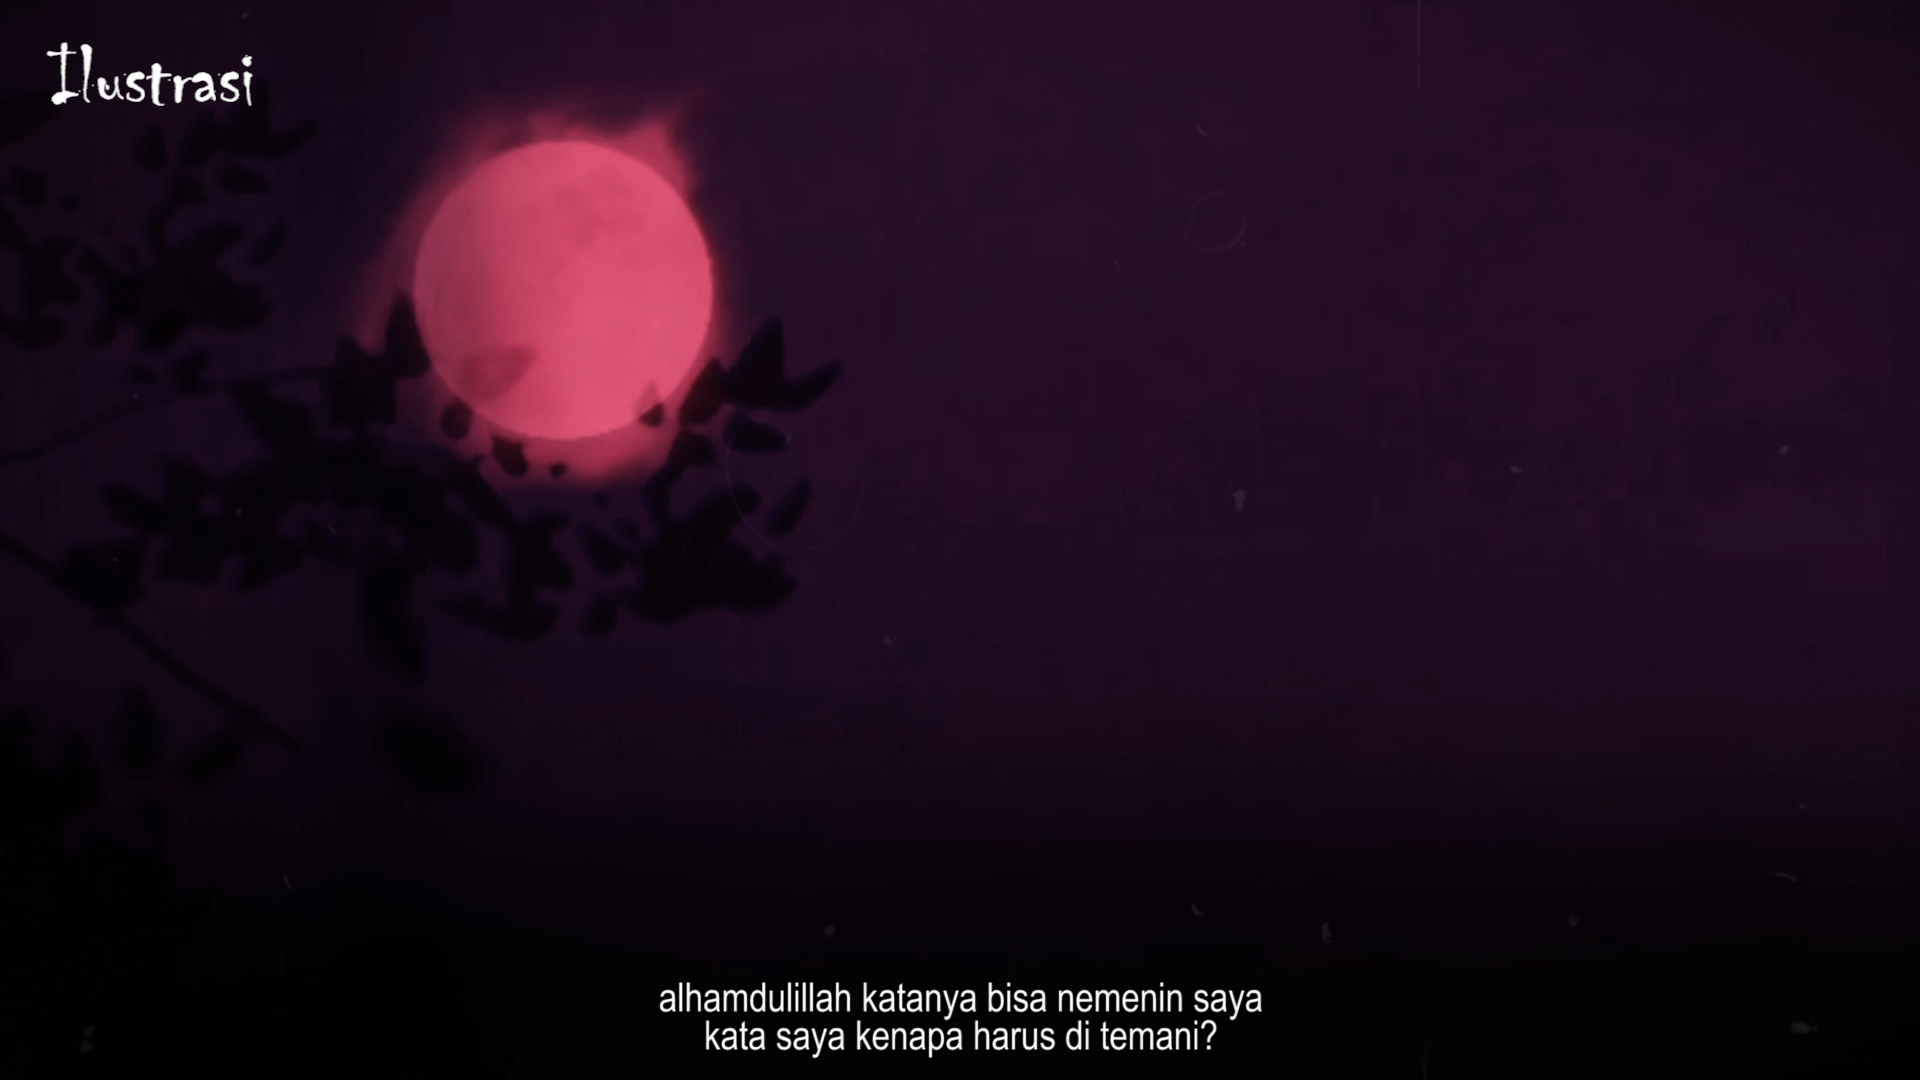 Ilustrasi
alhamdulillah katanya bisa nemenin saya
kata saya kenapa harus di temani?